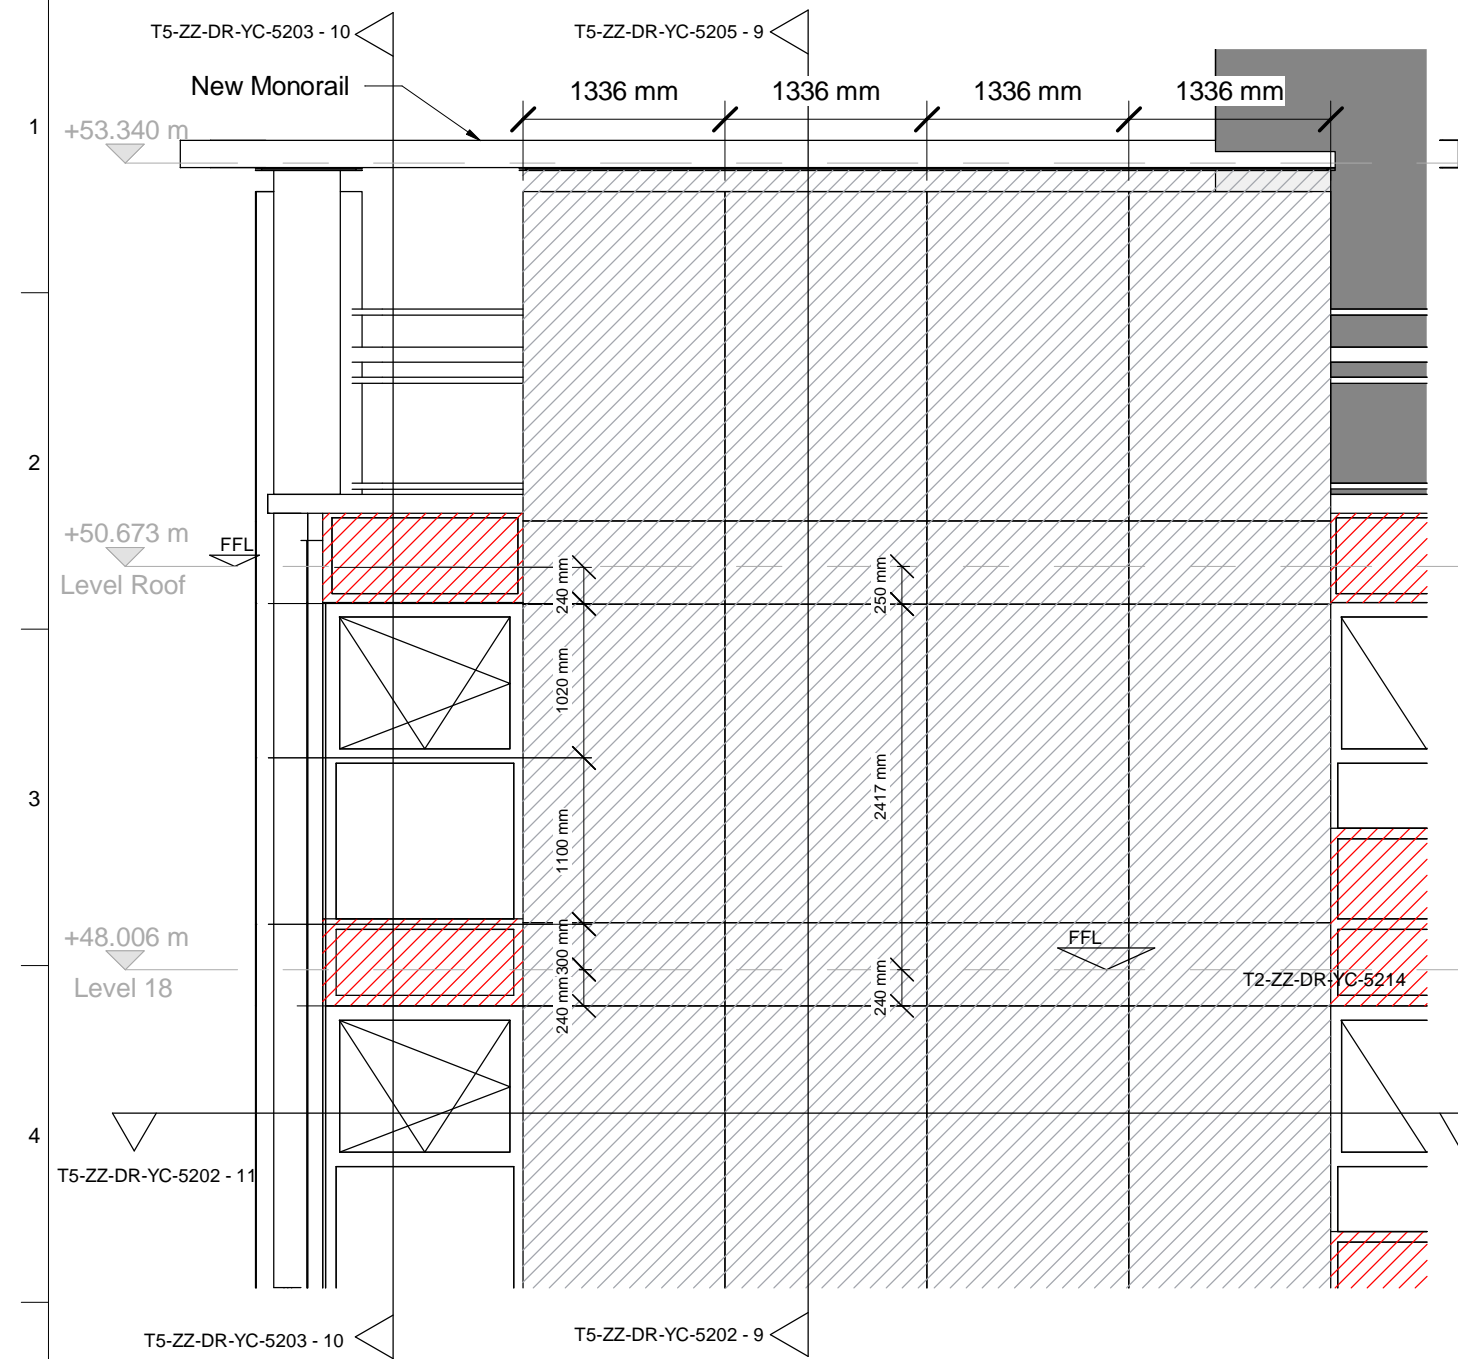 T5-ZZ-DR-YC-5203 - 10
T5-ZZ-DR-YC-5205 - 9
New Monorail
1336 mm
1336 mm
1336 mm
1336 mm
1
+53.340 m
2
+50.673 m
FFL
Level Roof
240 mm
250 mm
1020 mm
3
2417 mm
1100 mm
+48.006 m
FFL
300 mm
Level 18
240 mm
240 mm
T2-ZZ-DR-YC-5214
4
T5-ZZ-DR-YC-5202 - 11
T5-ZZ-DR-YC-5203 - 10
T5-ZZ-DR-YC-5202 - 9